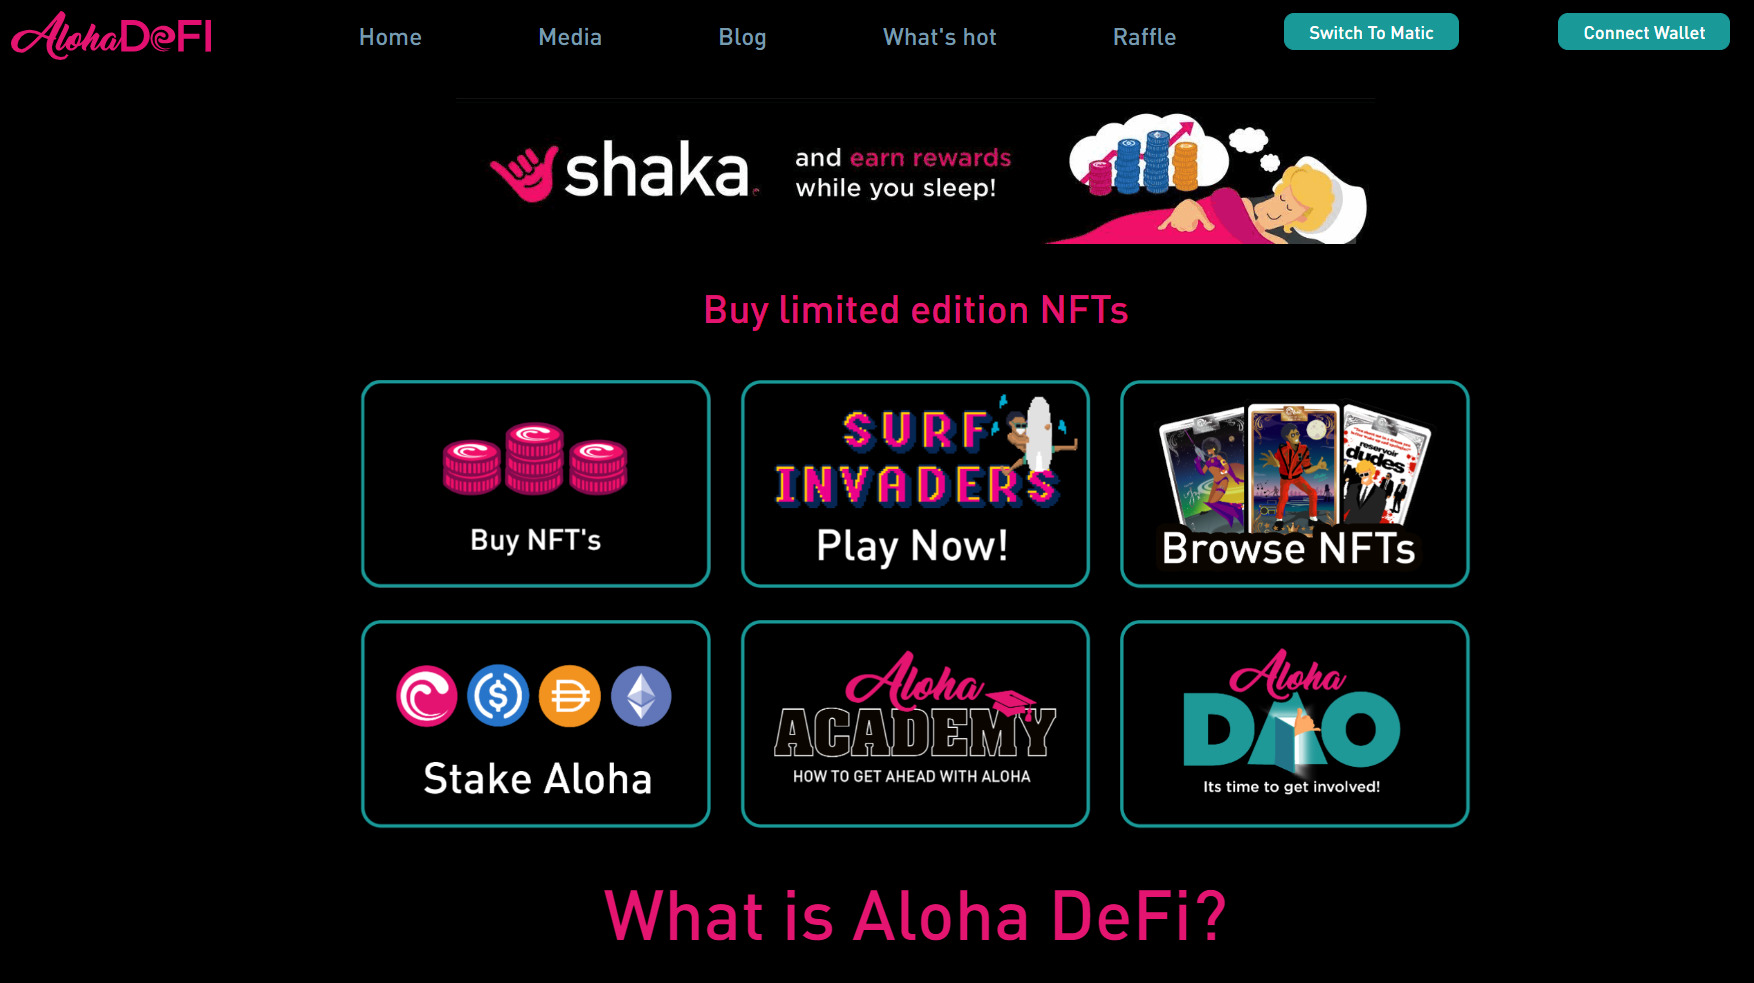 AlohaDeFI
Home
Media
Blog
What's hot
Raffle
Switch To Matic
Connect Wallet
shaka
and earn rewards
while you sleep!
Buy limited edition NFTs
Buy NFT's
SURF
INVADERS
Play Now!
reservoir
dudes
Browse NFTs
Stake Aloha
Aloha
ACADEMY
HOW TO GET AHEAD WITH ALOHA
Aloha
DAO
Its time to get involved!
What is Aloha DeFi?